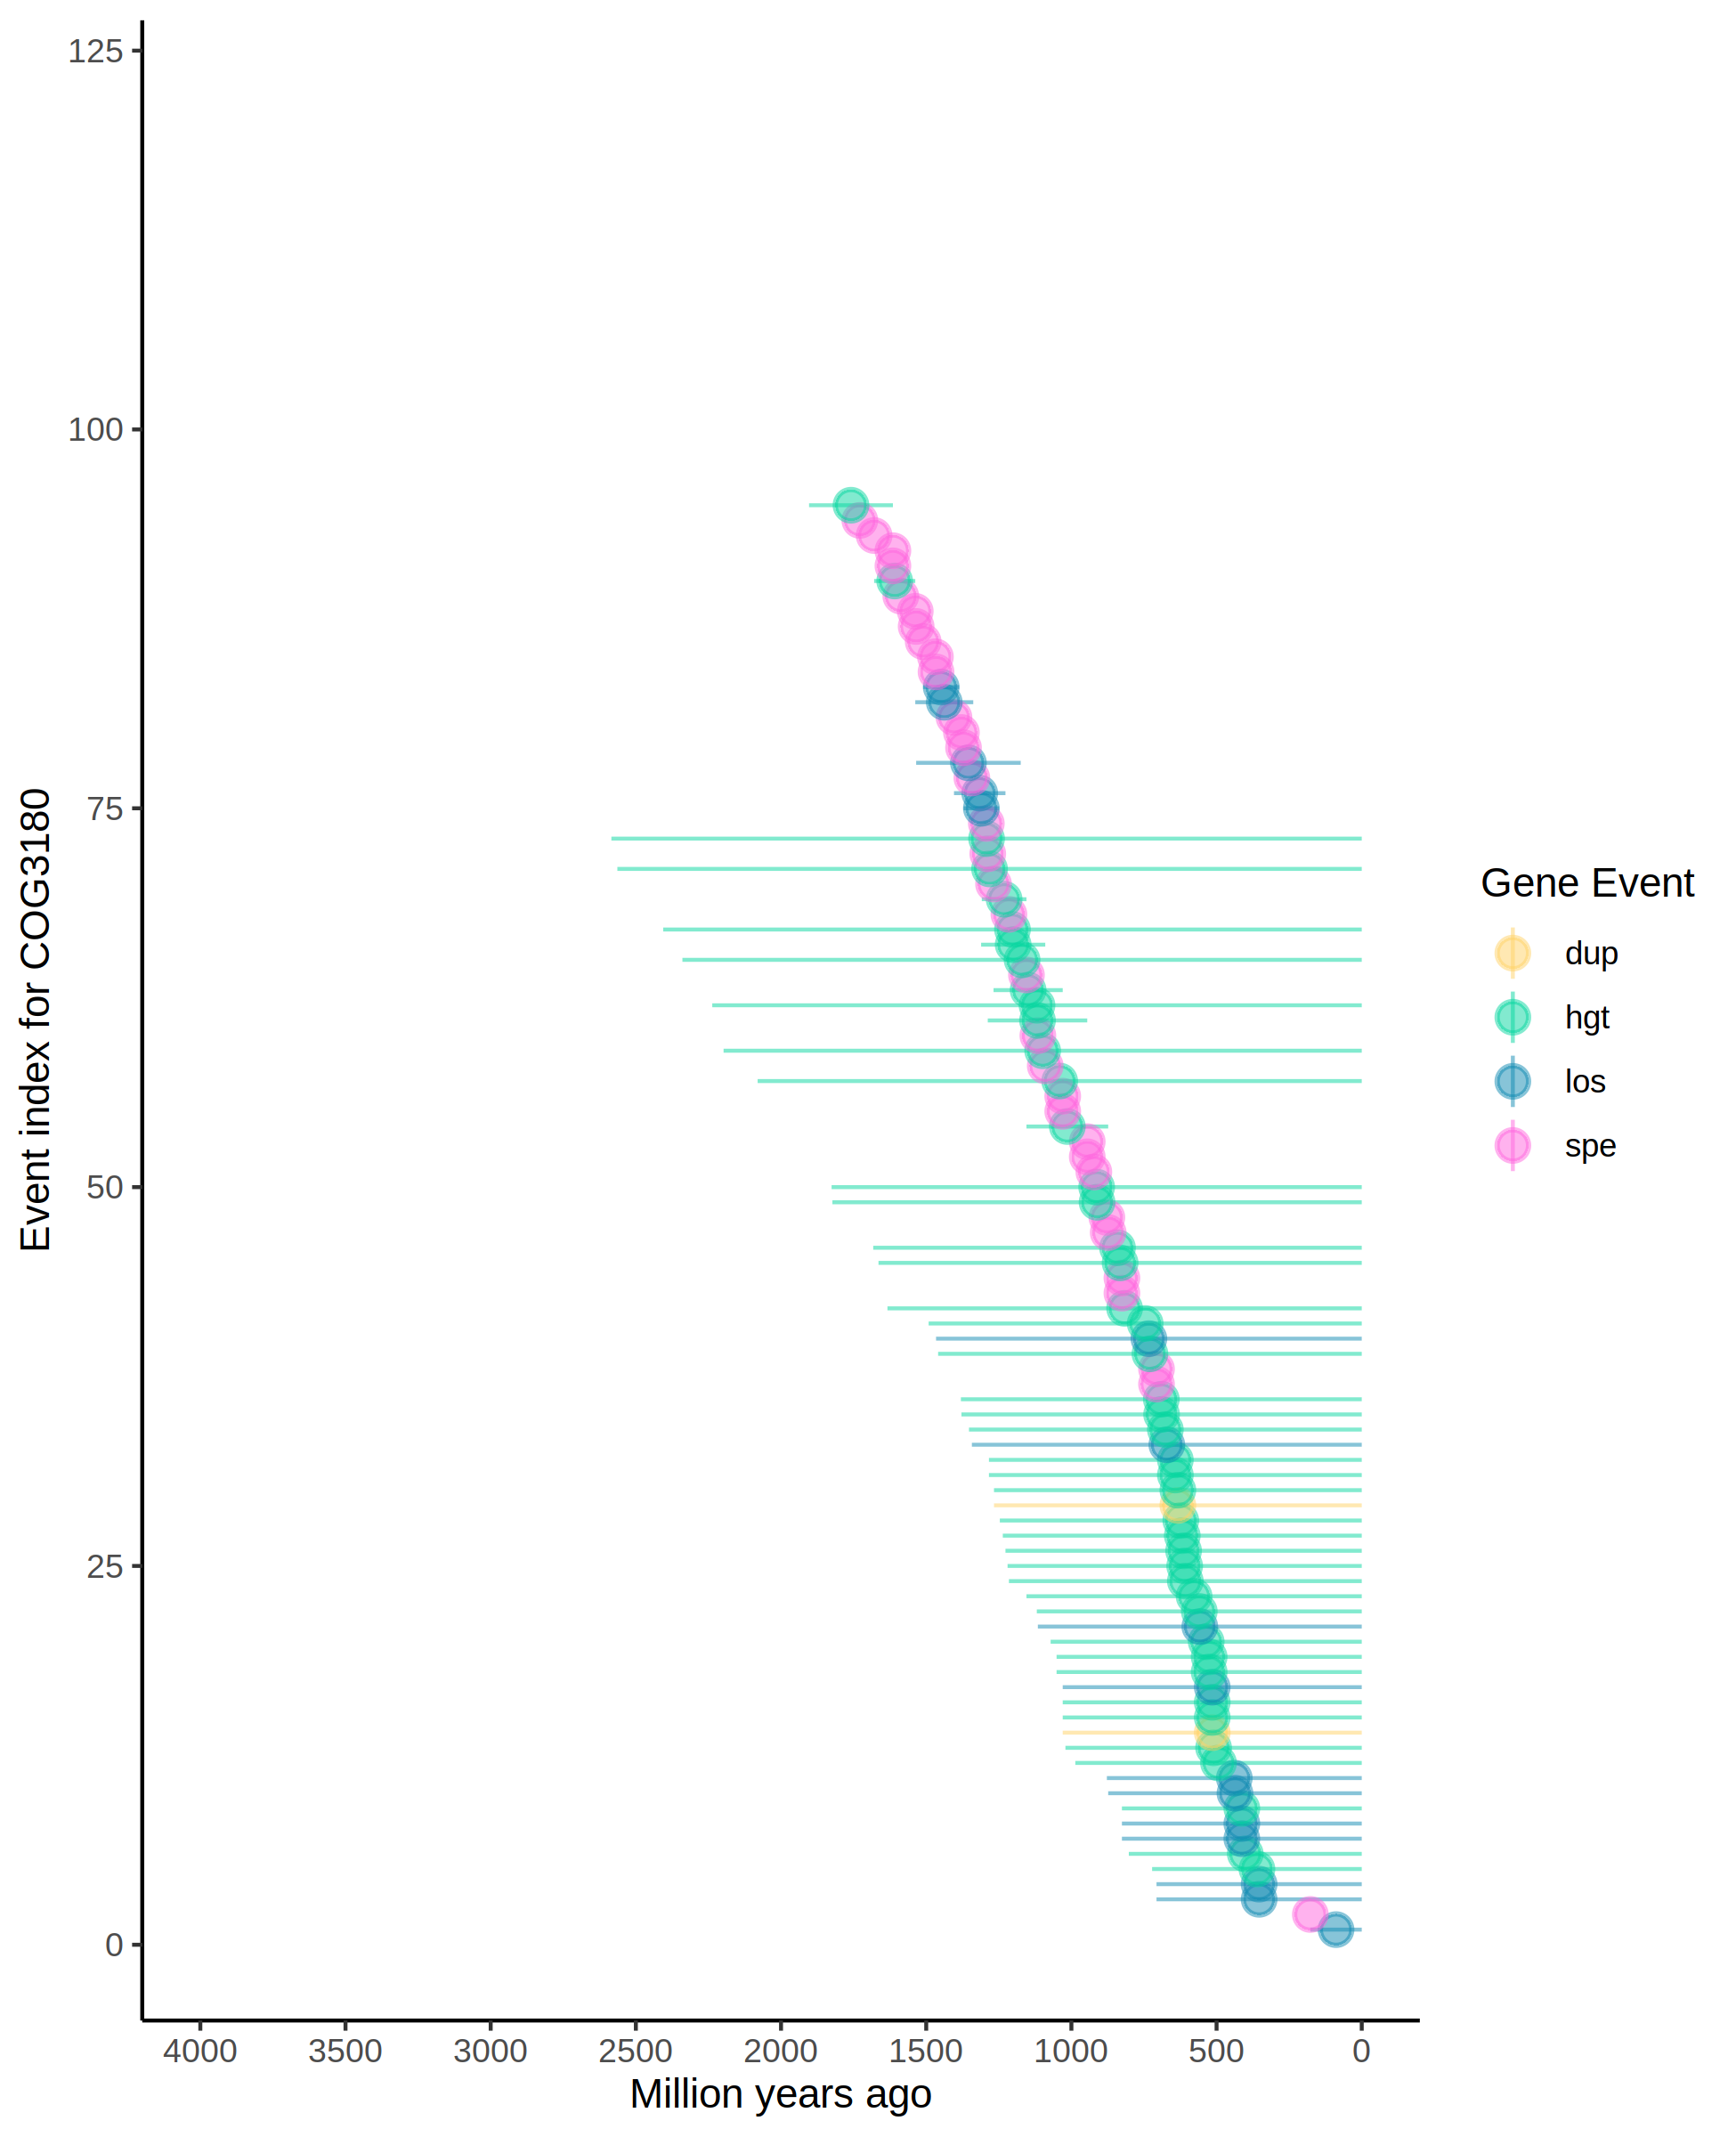 Event index for COG3180
125
100
75
50
25
0
4000 3500 3000 2500 2000 1500 1000 500 0
Million years ago
Gene Event
dup
hgt
los
spe